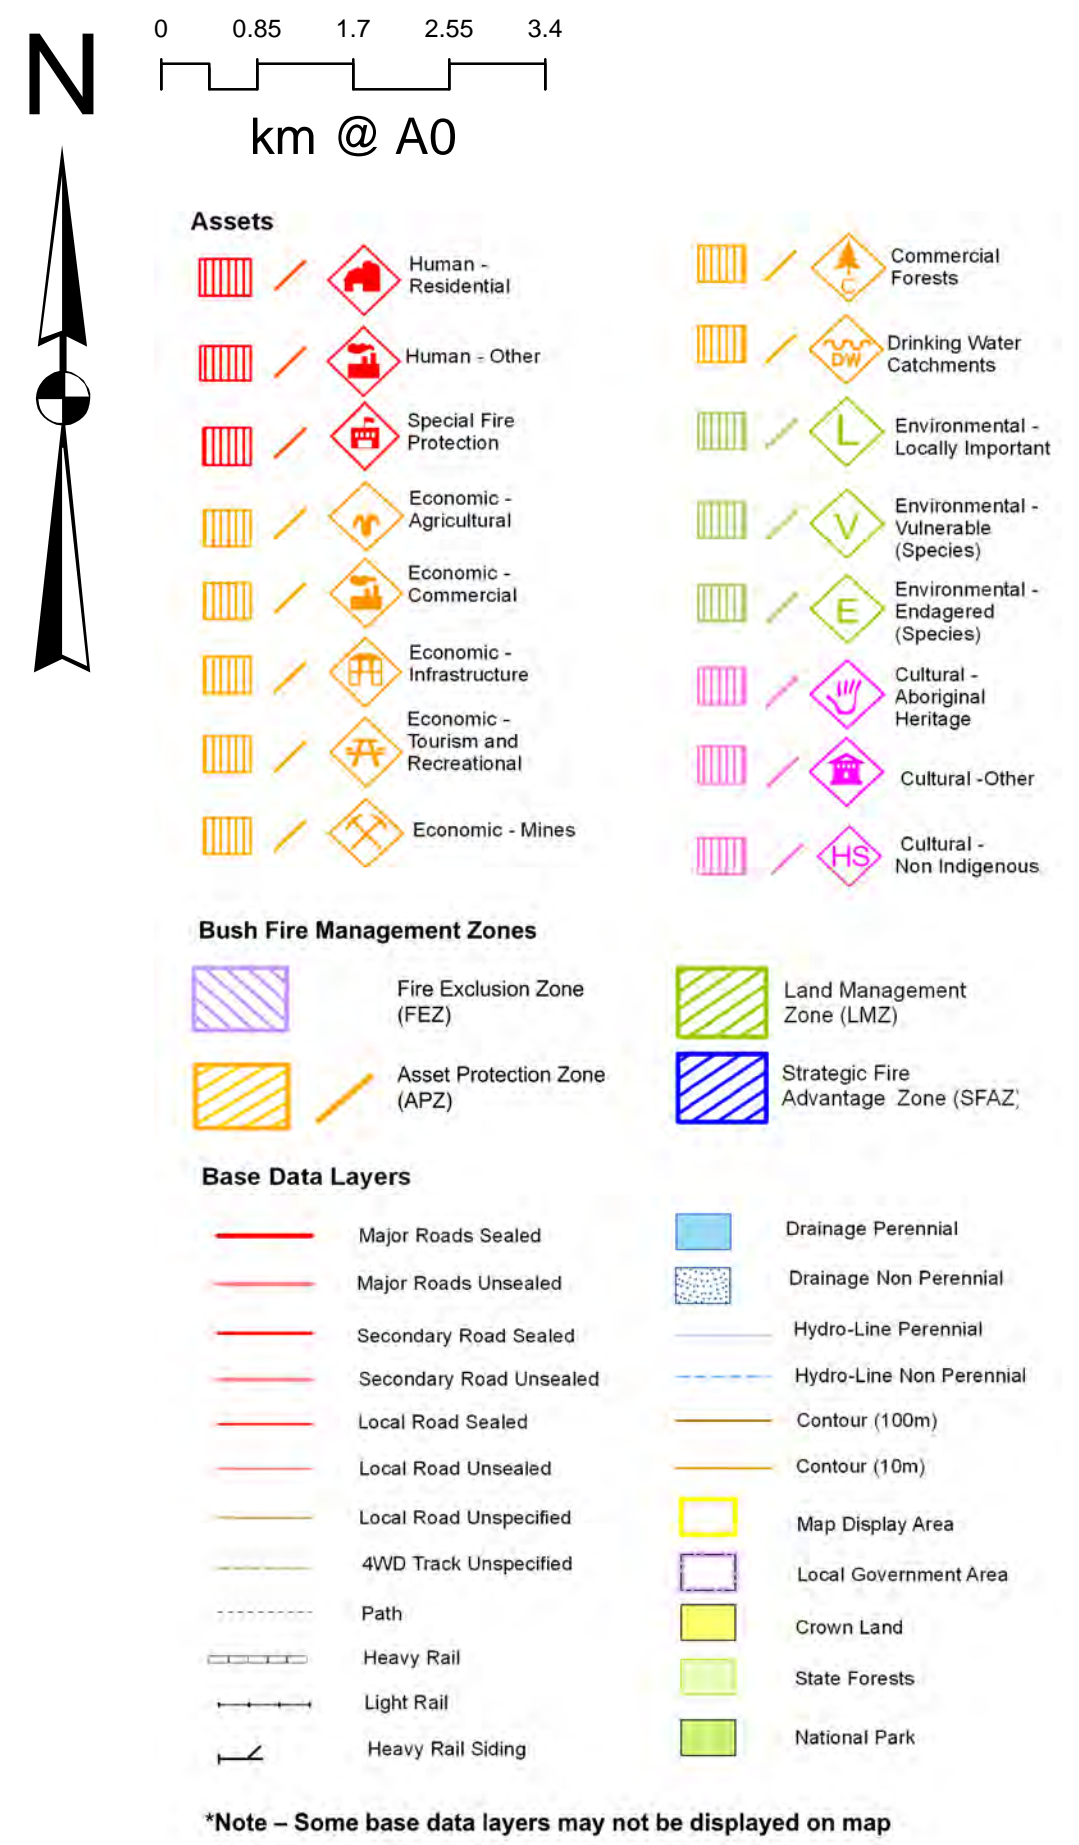 N
0 0.85 1.7 2.55 3.4
km @ A0
Assets
Human -
Residential
Human - Other
Special Fire
Protection
Economic -
Agricultural
Economic -
Commercial
Economic -
Infrastructure
Economic -
Tourism and
Recreational
Economic - Mines
C
Commercial
Forests
DW
Drinking Water
Catchments
L
Environmental -
Locally Important
V
Environmental -
Vulnerable
(Species)
E
Environmental -
Endagered
(Species)
Cultural -
Aboriginal
Heritage
Cultural -Other
HS
Cultural -
Non Indigenous
Bush Fire Management Zones
Fire Exclusion Zone
(FEZ)
Asset Protection Zone
(APZ)
Land Management
Zone (LMZ)
Strategic Fire
Advantage Zone (SFAZ)
Base Data Layers
Major Roads Sealed
Major Roads Unsealed
Secondary Road Sealed
Secondary Road Unsealed
Local Road Sealed
Local Road Unsealed
Local Road Unspecified
4WD Track Unspecified
Path
Heavy Rail
Light Rail
Heavy Rail Siding
Drainage Perennial
Drainage Non Perennial
Hydro-Line Perennial
Hydro-Line Non Perennial
Contour (100m)
Contour (10m)
Map Display Area
Local Government Area
Crown Land
State Forests
National Park
*Note – Some base data layers may not be displayed on map